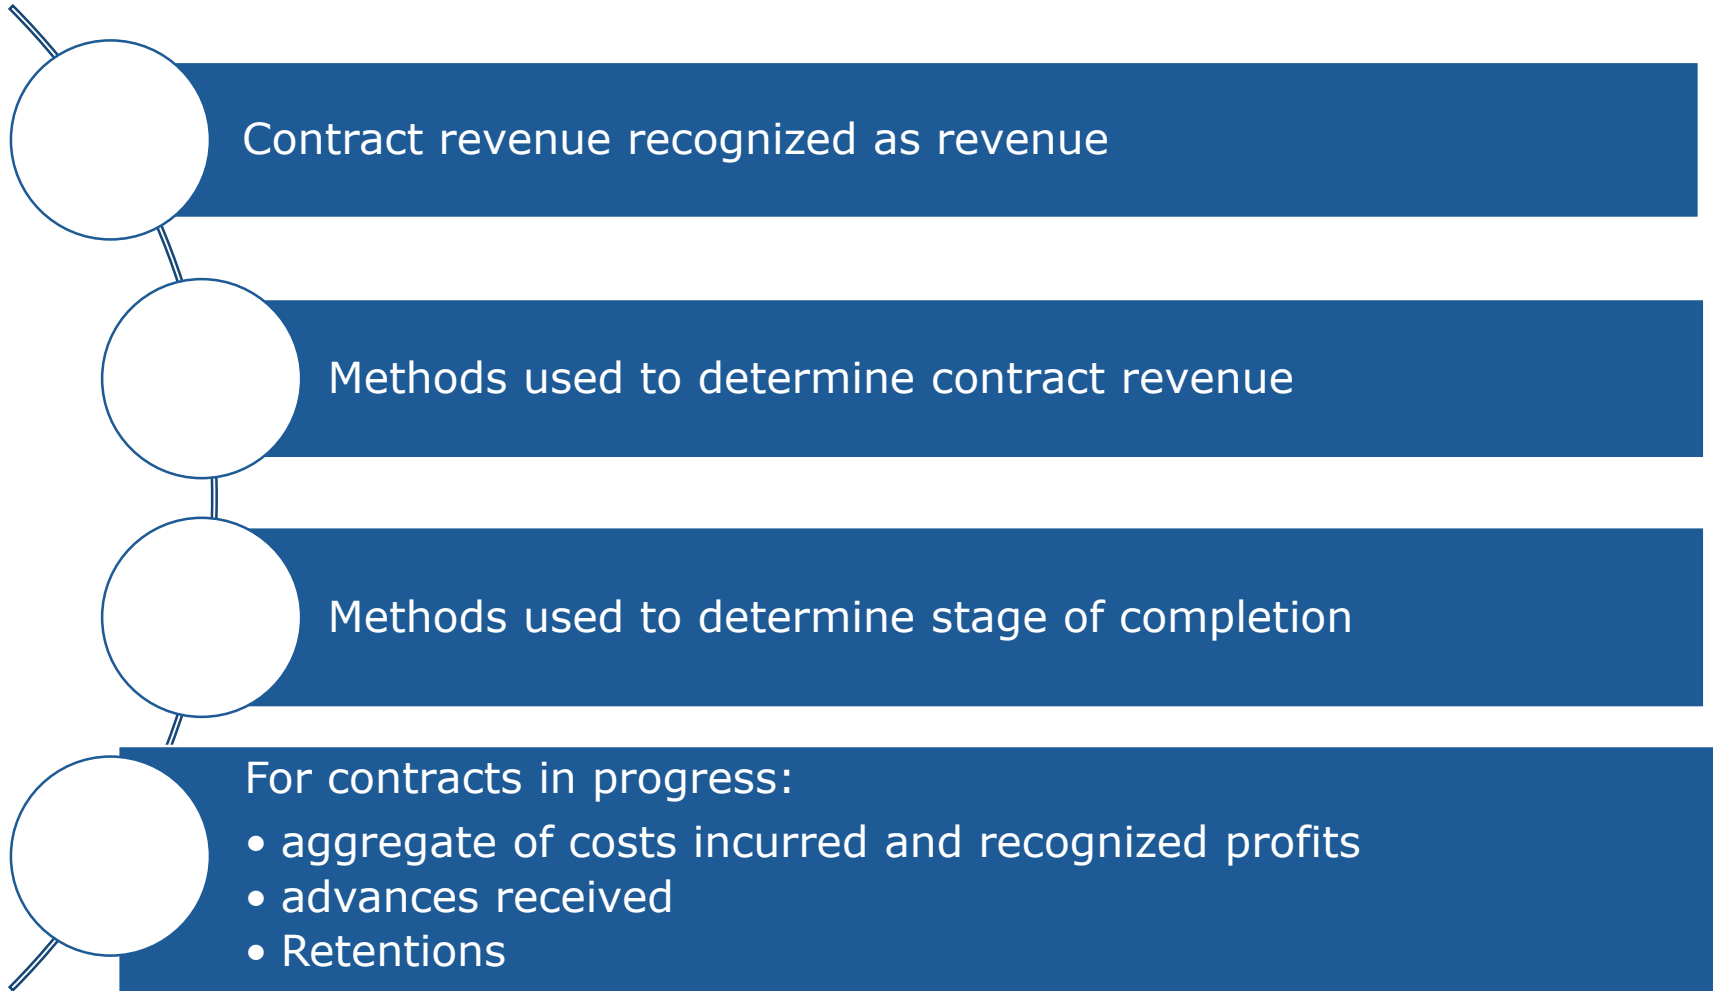 Contract revenue recognized as revenue
Methods used to determine contract revenue
Methods used to determine stage of completion
For contracts in progress:
• aggregate of costs incurred and recognized profits
• advances received
• Retentions